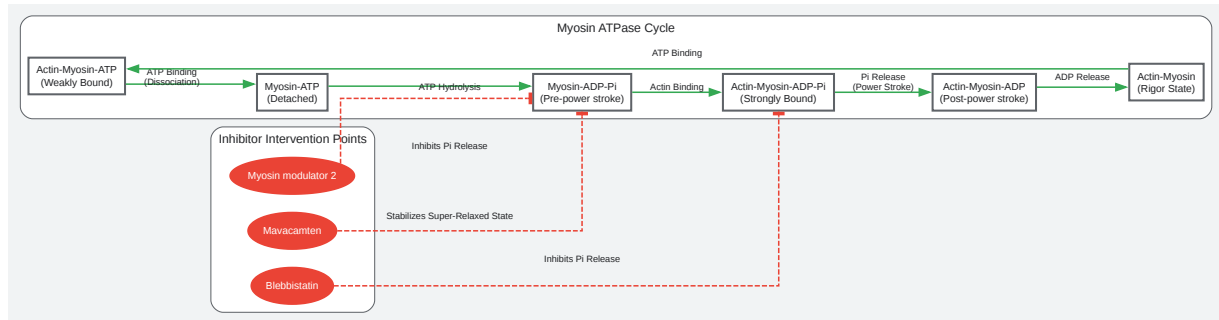 Myosin ATPase Cycle
ATP Binding
Actin-Myosin-ATP
(Weakly Bound)
ATP Binding
(Dissociation)
Myosin-ATP
(Detached)
ATP Hydrolysis
Myosin-ADP-Pi
(Pre-power stroke)
Actin Binding
Actin-Myosin-ADP-Pi
(Strongly Bound)
Pi Release
(Power Stroke)
Actin-Myosin-ADP
(Post-power stroke)
ADP Release
Actin-Myosin
(Rigor State)
Inhibitor Intervention Points
Inhibits Pi Release
Myosin modulator 2
Stabilizes Super-Relaxed State
Mavacamten
Inhibits Pi Release
Blebbistatin